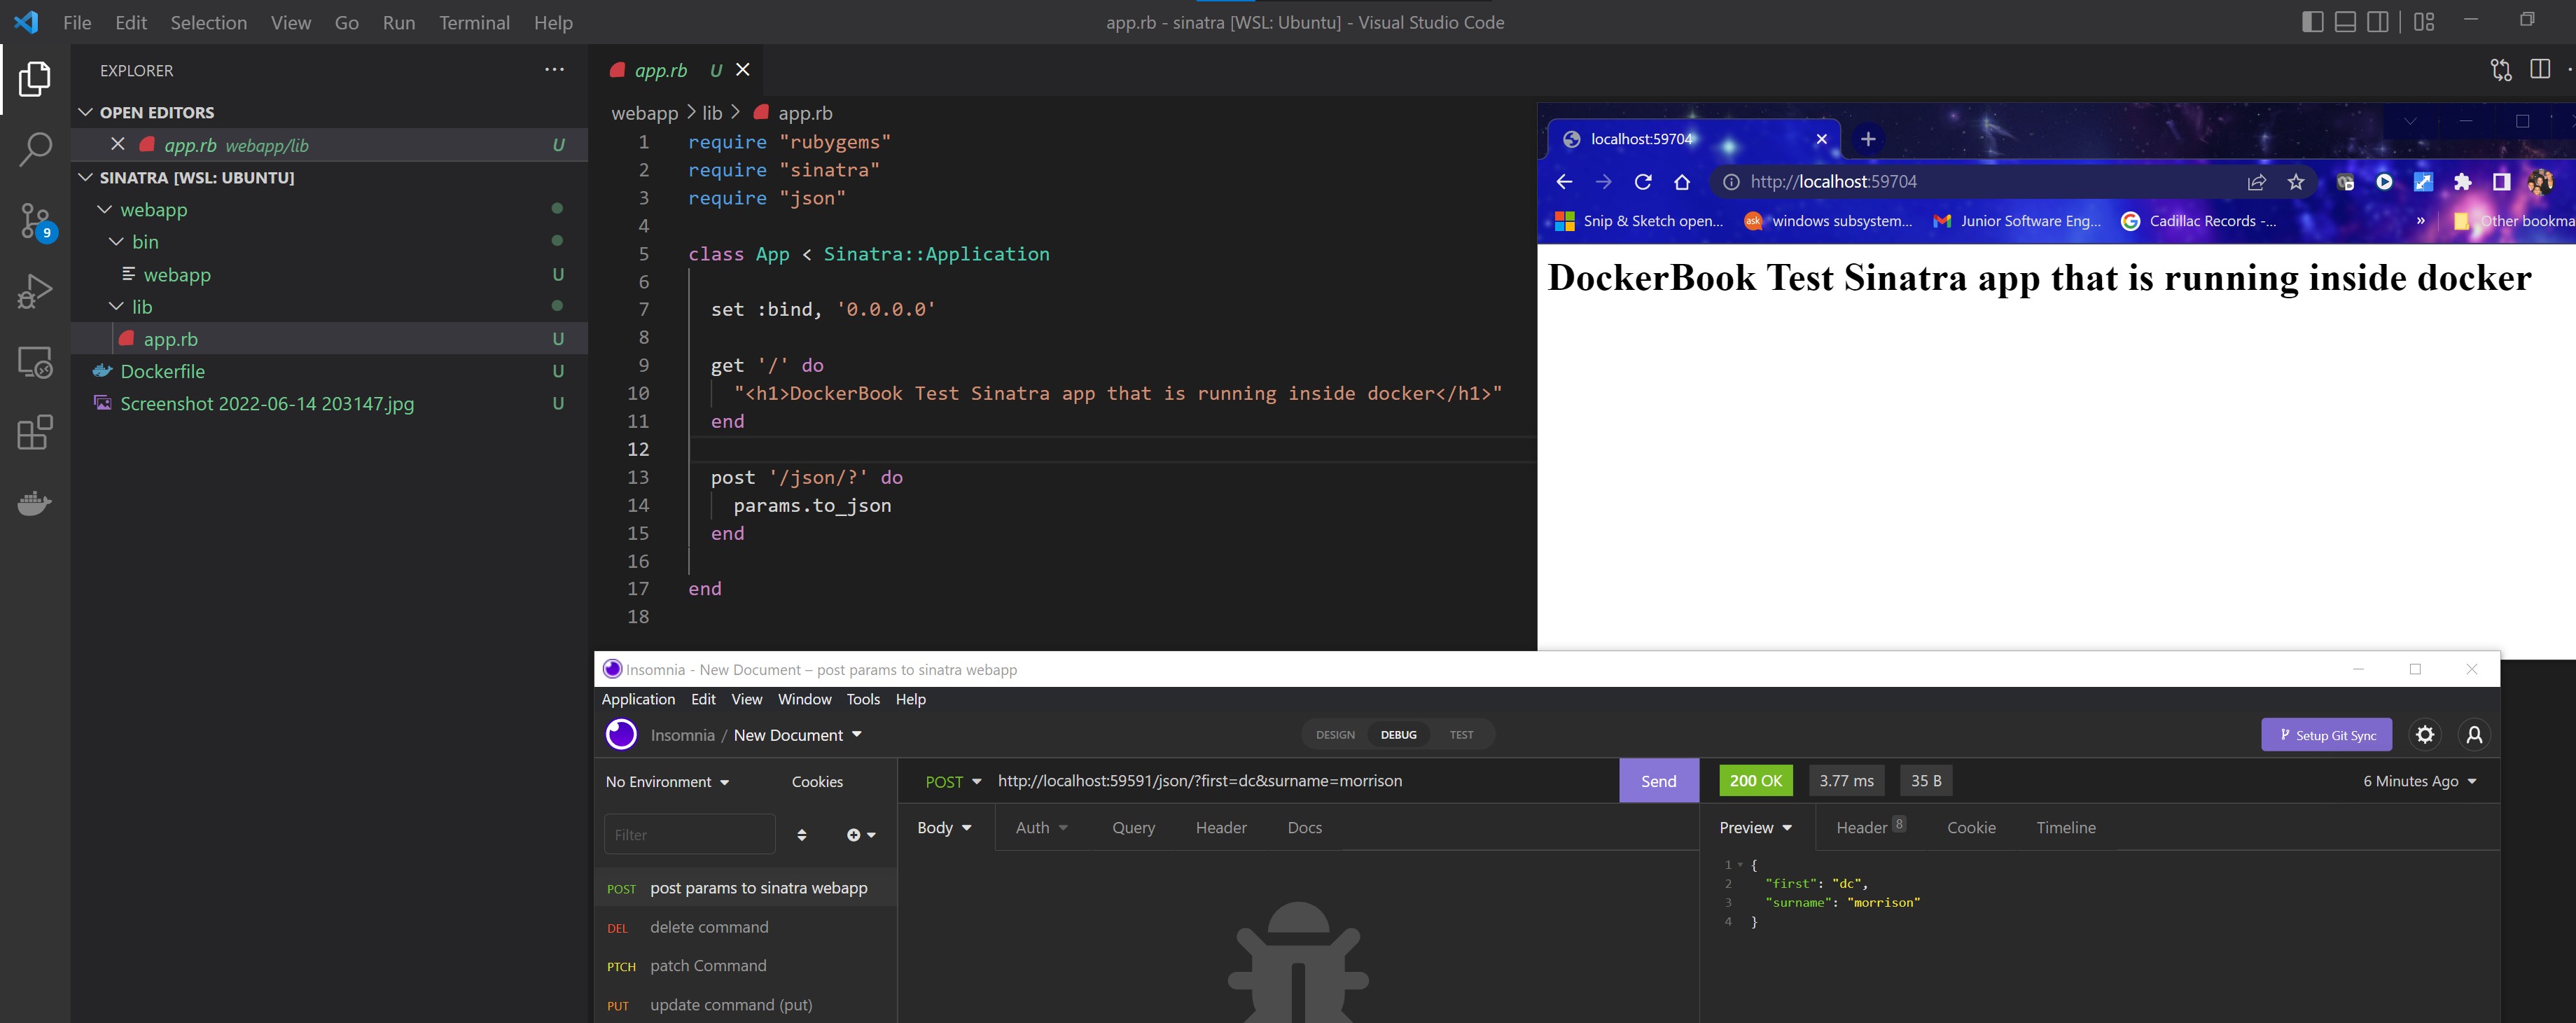 File Edit Selection View Go Run Terminal Help
app.rb - sinatra [WSL: Ubuntu] - Visual Studio Code
EXPLORER
OPEN EDITORS
app.rb webapp/lib U
SINATRA [WSL: UBUNTU]
webapp
bin
webapp U
lib
app.rb U
Dockerfile U
Screenshot 2022-06-14 203147.jpg U
9
app.rb U
webapp > lib > app.rb
1 require "rubygems"
2 require "sinatra"
3 require "json"
4
5 class App < Sinatra::Application
6
7 set :bind, '0.0.0.0'
8
9 get '/' do
10 "<h1>DockerBook Test Sinatra app that is running inside docker</h1>"
11 end
12
13 post '/json/?' do
14 params.to_json
15 end
16
17 end
18
localhost:59704
http://localhost:59704
Snip & Sketch open... ask windows subsystem... Junior Software Eng... Cadillac Records -... » Other bookma
DockerBook Test Sinatra app that is running inside docker
Insomnia - New Document – post params to sinatra webapp
Application Edit View Window Tools Help
Insomnia / New Document
DESIGN DEBUG TEST
Setup Git Sync
No Environment Cookies
Filter
POST post params to sinatra webapp
DEL delete command
PTCH patch Command
PUT update command (put)
POST http://localhost:59591/json/?first=dc&surname=morrison Send
Body Auth Query Header Docs
200 OK 3.77 ms 35 B 6 Minutes Ago
Preview Header 8 Cookie Timeline
1 {
2 "first": "dc",
3 "surname": "morrison"
4 }